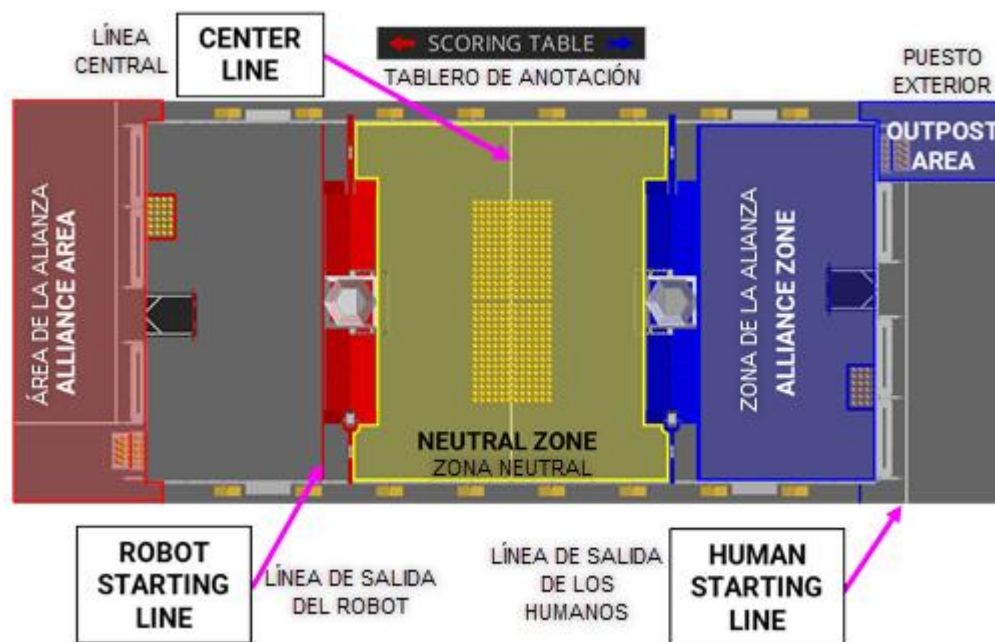 LÍNEA
CENTRAL
CENTER
LINE
SCORING TABLE
TABLERO DE ANOTACIÓN
PUESTO
EXTERIOR
OUTPOST
AREA
ÁREA DE LA ALIANZA
ALLIANCE AREA
ZONA DE LA ALIANZA
ALLIANCE ZONE
NEUTRAL ZONE
ZONA NEUTRAL
ROBOT
STARTING
LINE
LÍNEA DE SALIDA
DEL ROBOT
LÍNEA DE SALIDA
DE LOS
HUMANOS
HUMAN
STARTING
LINE